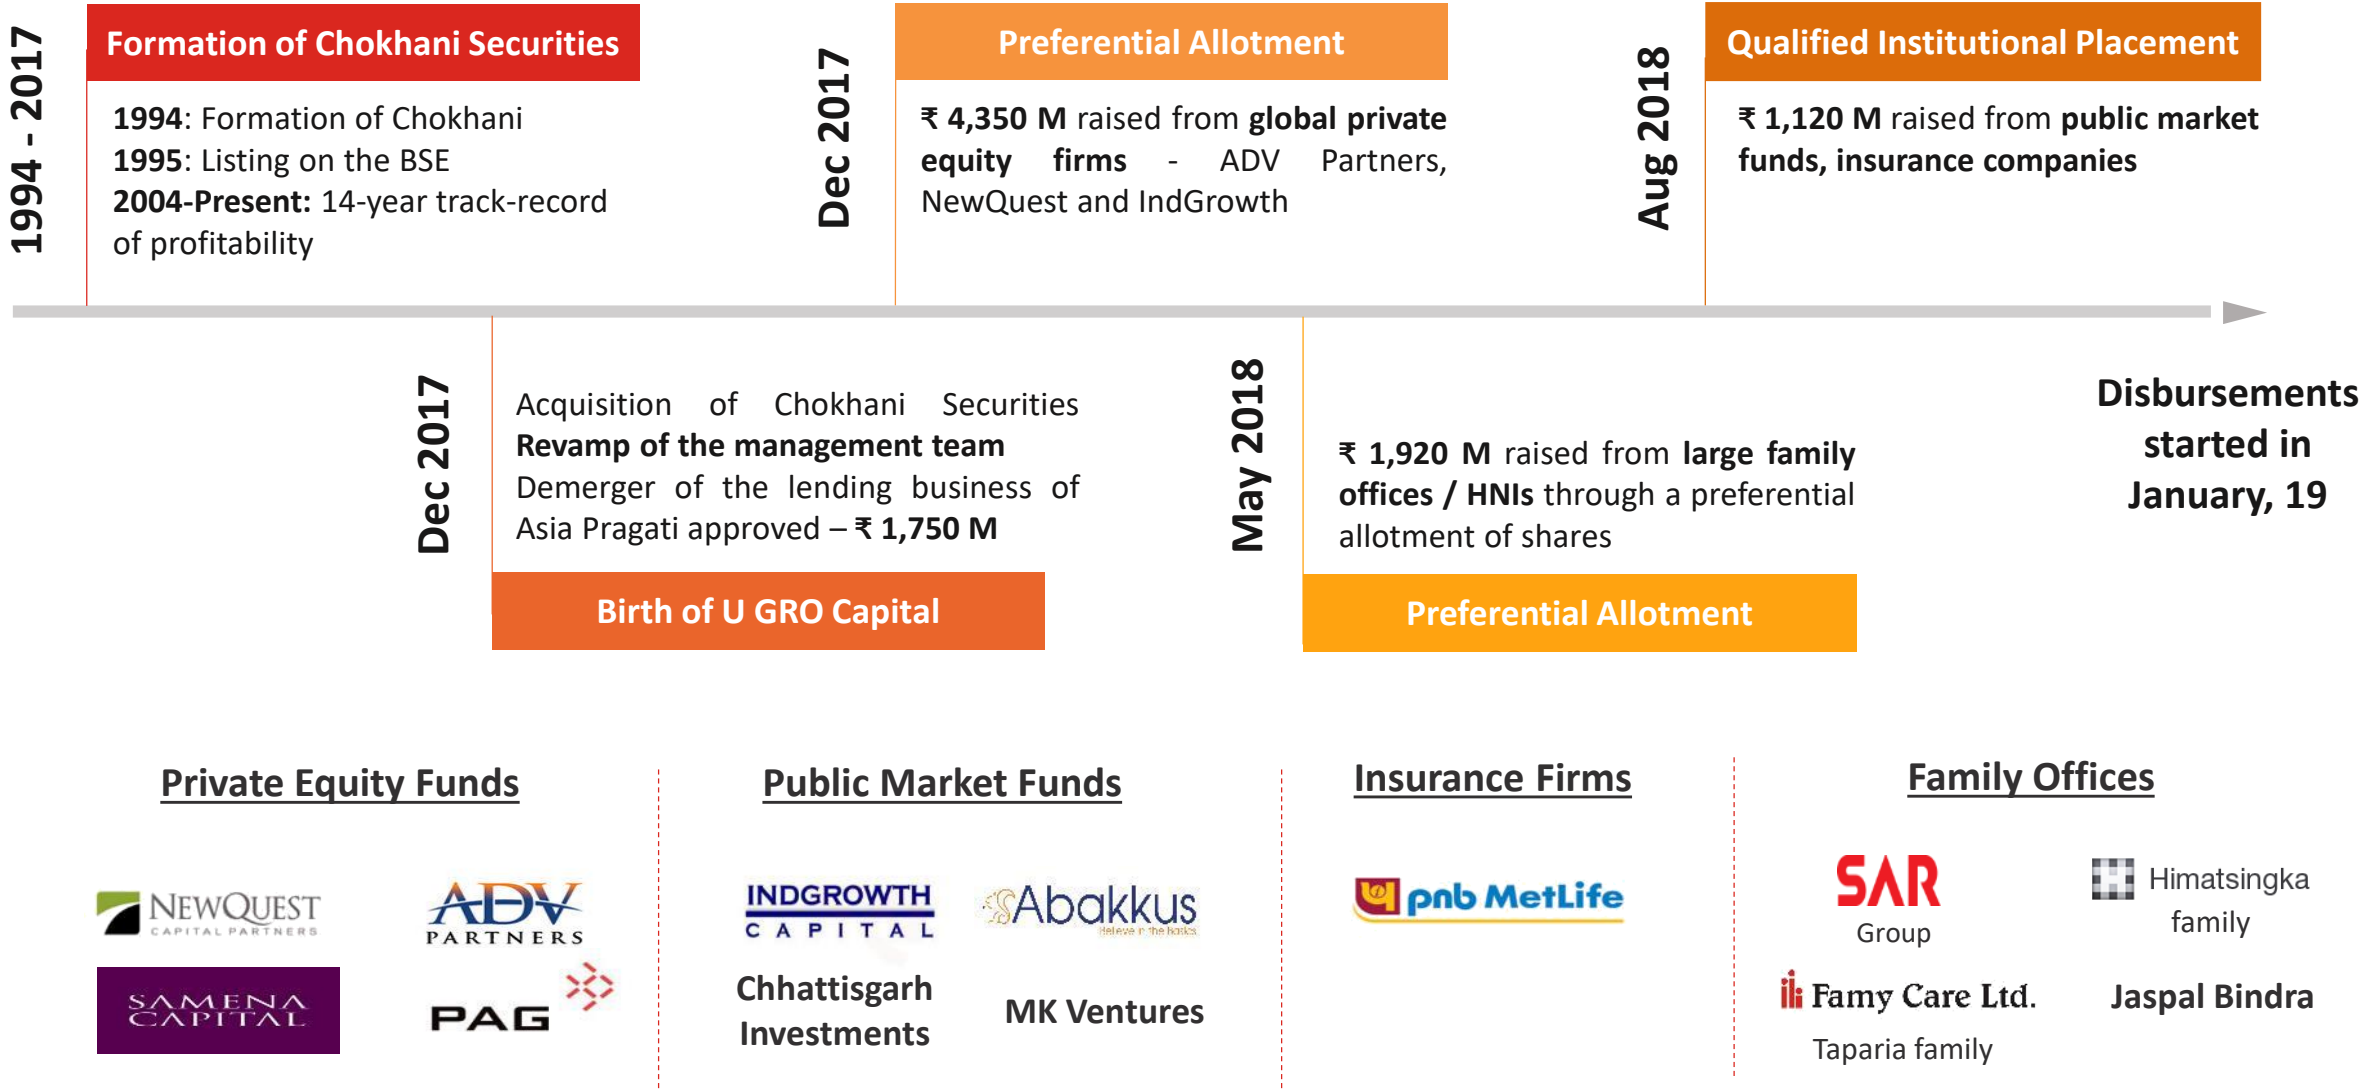 1994 - 2017
Formation of Chokhani Securities
1994: Formation of Chokhani
1995: Listing on the BSE
2004-Present: 14-year track-record
of profitability
Dec 2017
Preferential Allotment
₹ 4,350 M raised from global private
equity firms - ADV Partners,
NewQuest and IndGrowth
Aug 2018
Qualified Institutional Placement
₹ 1,120 M raised from public market
funds, insurance companies
Dec 2017
Acquisition of Chokhani Securities
Revamp of the management team
Demerger of the lending business of
Asia Pragati approved – ₹ 1,750 M
Birth of U GRO Capital
May 2018
₹ 1,920 M raised from large family
offices / HNIs through a preferential
allotment of shares
Preferential Allotment
Disbursements
started in
January, 19
Private Equity Funds
NEWQUEST
CAPITAL PARTNERS
ADV
PARTNERS
SAMENA
CAPITAL
PAG
Public Market Funds
INDGROWTH
CAPITAL
Abakkus
Believe in the Basics
Chhattisgarh
Investments
MK Ventures
Insurance Firms
pnb MetLife
Family Offices
SAR
Group
Himatsingka
family
Famy Care Ltd.
Taparia family
Jaspal Bindra